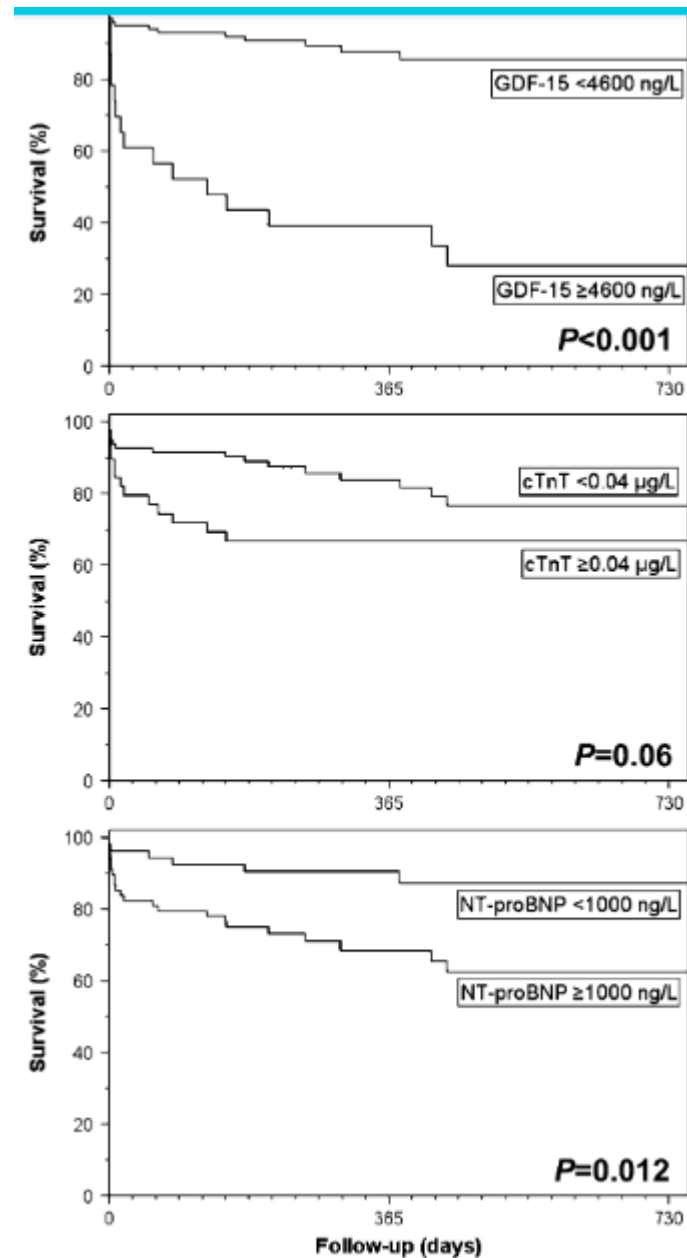 80
60
40
20
0
Survival (%)
GDF-15 <4600 ng/L
GDF-15 ≥4600 ng/L
P<0.001
0 365 730
100
80
60
40
20
0
Survival (%)
cTnT <0.04 µg/L
cTnT ≥0.04 µg/L
P=0.06
0 365 730
100
80
60
40
20
0
Survival (%)
NT-proBNP <1000 ng/L
NT-proBNP ≥1000 ng/L
P=0.012
0 365 730
Follow-up (days)